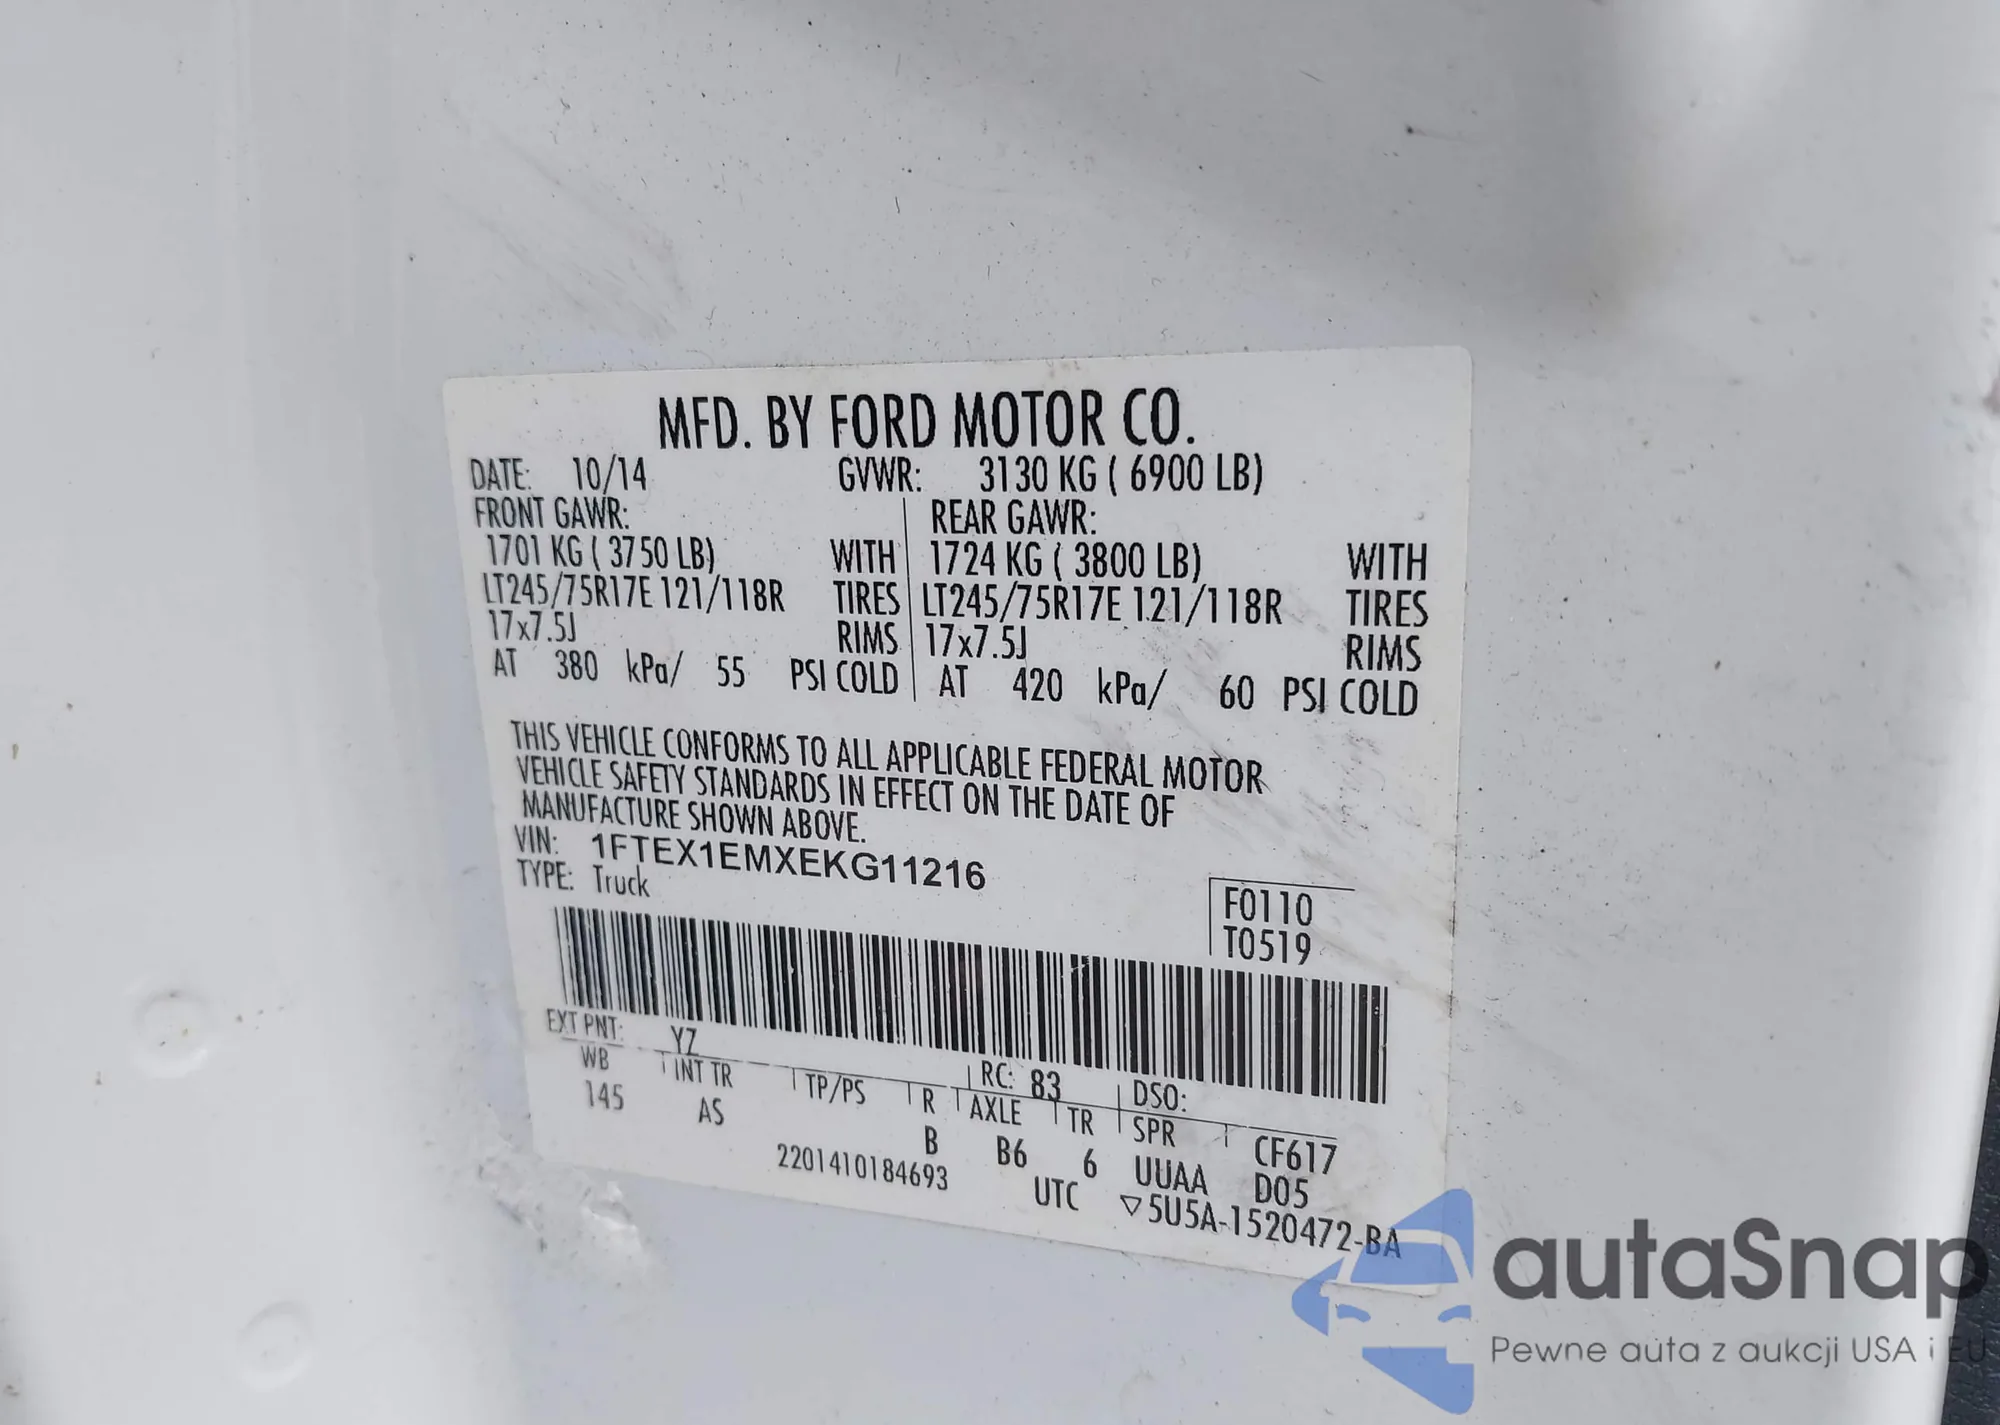 MFD. BY FORD MOTOR CO.
DATE: 10/14 GVWR: 3130 KG ( 6900 LB)
FRONT GAWR: REAR GAWR:
1701 KG ( 3750 LB) WITH 1724 KG ( 3800 LB) WITH
LT245/75R17E 121/118R TIRES LT245/75R17E 121/118R TIRES
17x7.5J RIMS 17x7.5J RIMS
AT 380 kPa/ 55 PSI COLD AT 420 kPa/ 60 PSI COLD
THIS VEHICLE CONFORMS TO ALL APPLICABLE FEDERAL MOTOR
VEHICLE SAFETY STANDARDS IN EFFECT ON THE DATE OF
MANUFACTURE SHOWN ABOVE.
VIN: 1FTEX1EMXEKG11216
TYPE: Truck
F0110
T0519
EXT PNT: YZ RC: 83 DSO:
WB INT TR TP/PS R AXLE TR SPR CF617
145 AS B B6 6 UUAA D05
2201410184693 UTC ▽5U5A-1520472-BA
autaSnap
Pewne auta z aukcji USA i EU